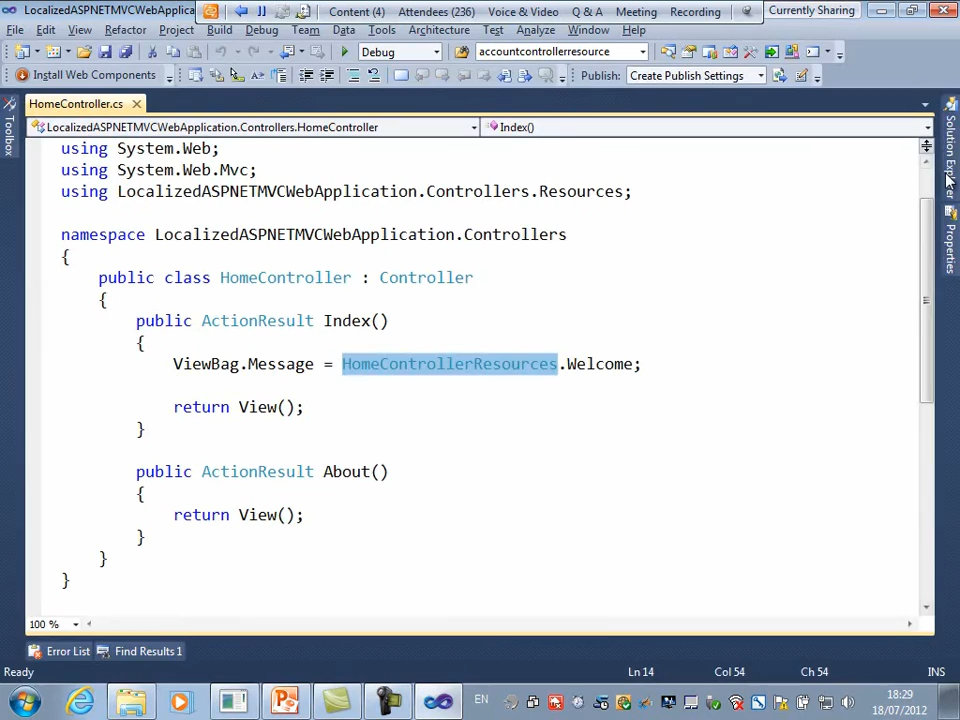 LocalizedASPNETMVCWebApplica
Content (4) Attendees (236) Voice & Video Q & A Meeting Recording Currently Sharing
File Edit View Refactor Project Build Debug Team Data Tools Architecture Test Analyze Window Help
Debug accountcontrollerresource
Install Web Components Publish: Create Publish Settings
HomeController.cs
LocalizedASPNETMVCWebApplication.Controllers.HomeController Index()
Toolbox
Solution Explorer
Properties
using System.Web;
using System.Web.Mvc;
using LocalizedASPNETMVCWebApplication.Controllers.Resources;
namespace LocalizedASPNETMVCWebApplication.Controllers
{
public class HomeController : Controller
{
public ActionResult Index()
{
ViewBag.Message = HomeControllerResources.Welcome;
return View();
}
public ActionResult About()
{
return View();
}
}
}
100 %
Error List Find Results 1
Ready Ln 14 Col 54 Ch 54 INS
EN 18:29
18/07/2012